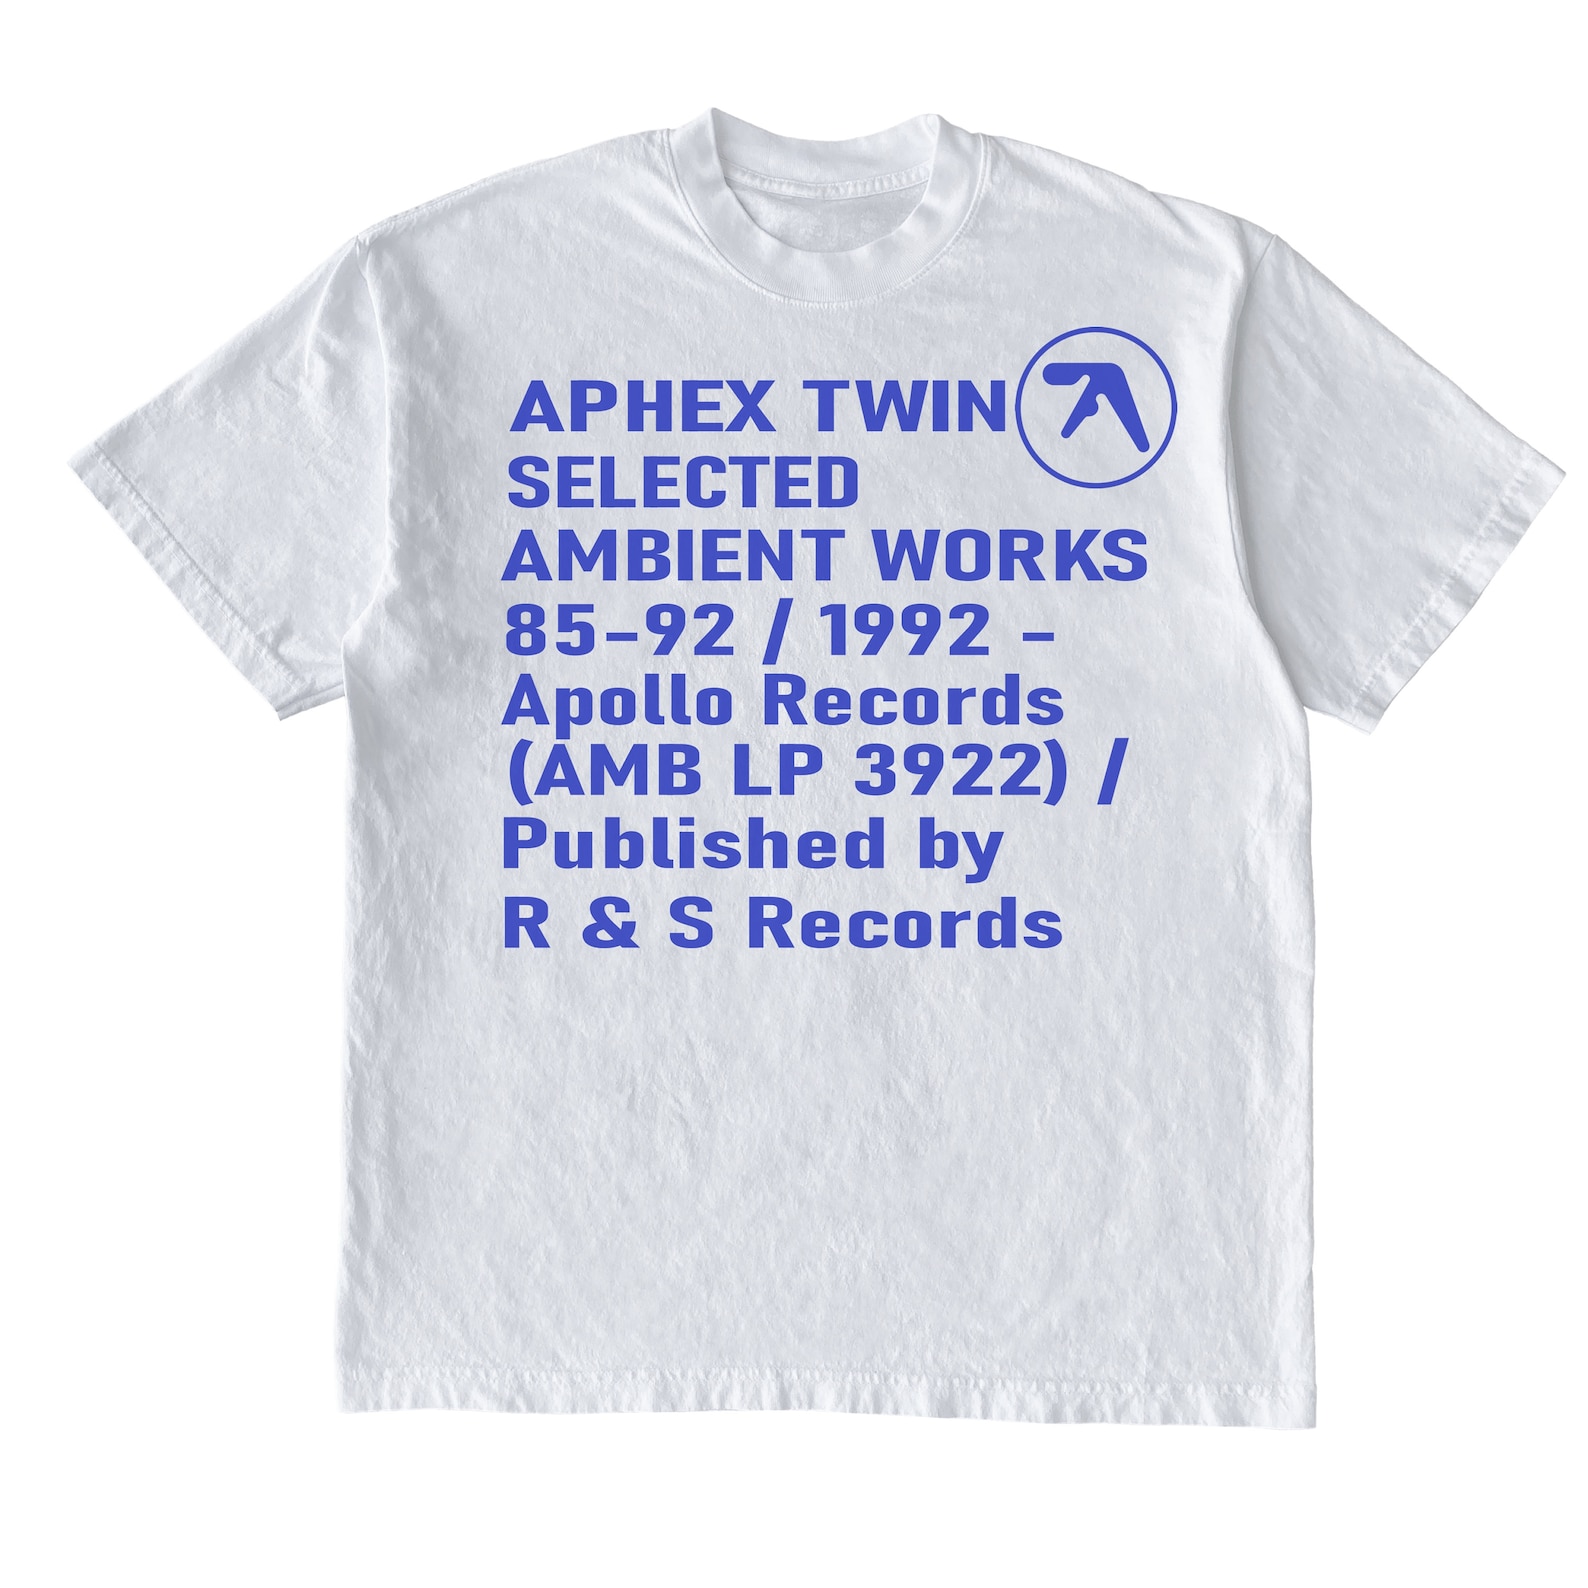 APHEX TWIN
SELECTED
AMBIENT WORKS
85-92 / 1992 -
Apollo Records
(AMB LP 3922) /
Published by
R & S Records